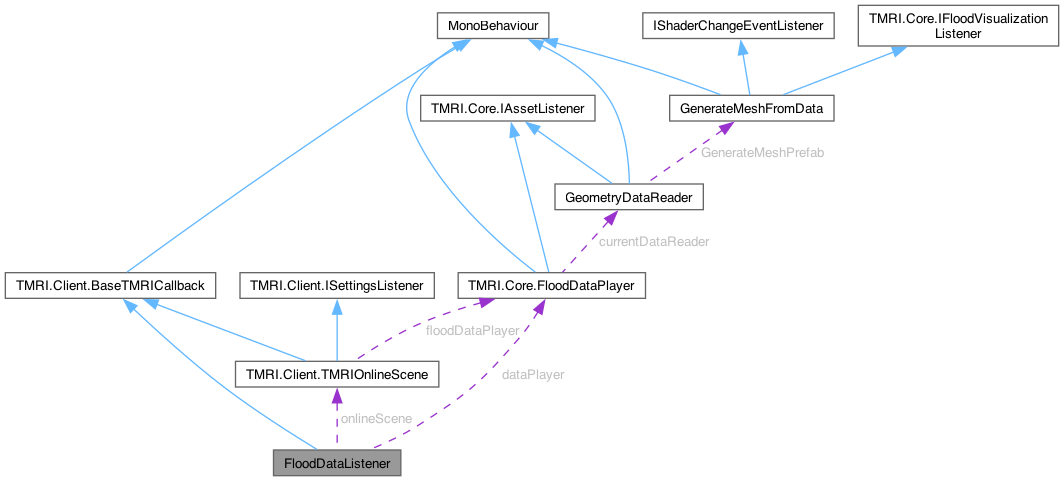 MonoBehaviour
IShaderChangeEventListener
TMRI.Core.IFloodVisualization
Listener
TMRI.Core.IAssetListener
GenerateMeshFromData
GenerateMeshPrefab
GeometryDataReader
currentDataReader
TMRI.Client.BaseTMRICallback
TMRI.Client.ISettingsListener
TMRI.Core.FloodDataPlayer
floodDataPlayer
TMRI.Client.TMRIOnlineScene
dataPlayer
onlineScene
FloodDataListener